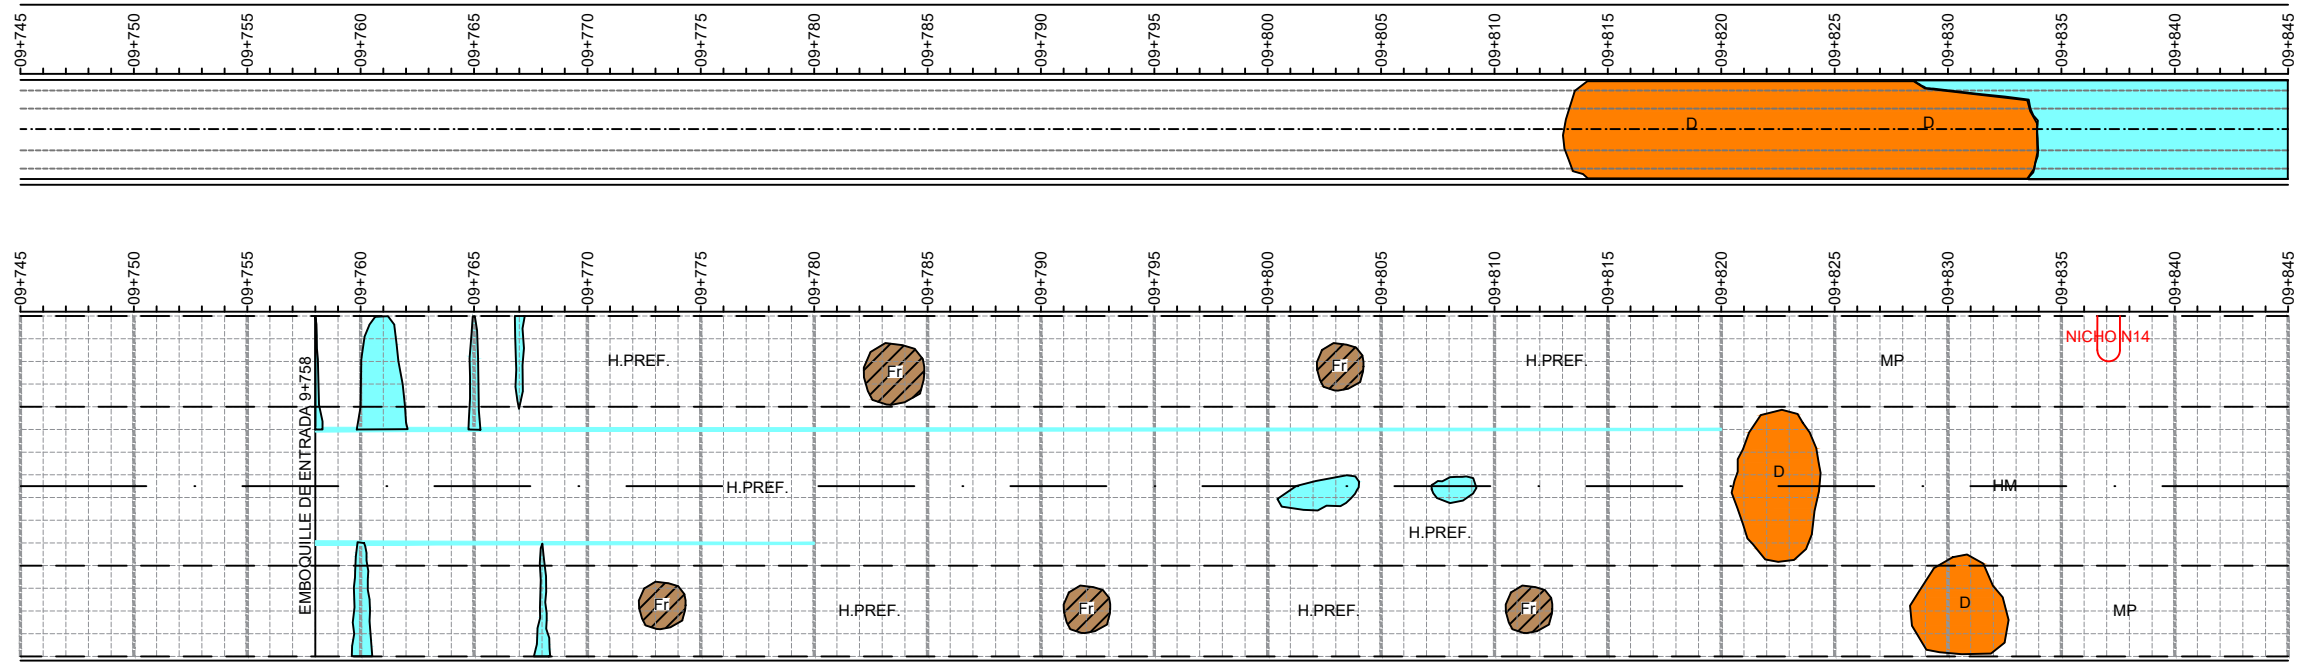 09+745
09+750
09+755
09+760
09+765
09+770
09+775
09+780
09+785
09+790
09+795
09+800
09+805
09+810
09+815
09+820
09+825
09+830
09+835
09+840
09+845
D
D
09+745
09+750
09+755
09+760
09+765
09+770
09+775
09+780
09+785
09+790
09+795
09+800
09+805
09+810
09+815
09+820
09+825
09+830
09+835
09+840
09+845
EMBOQUILLE DE ENTRADA 9+758
H.PREF.
Fr
Fr
H.PREF.
MP
NICHO N14
H.PREF.
D
HM
H.PREF.
Fr
H.PREF.
Fr
H.PREF.
Fr
D
MP